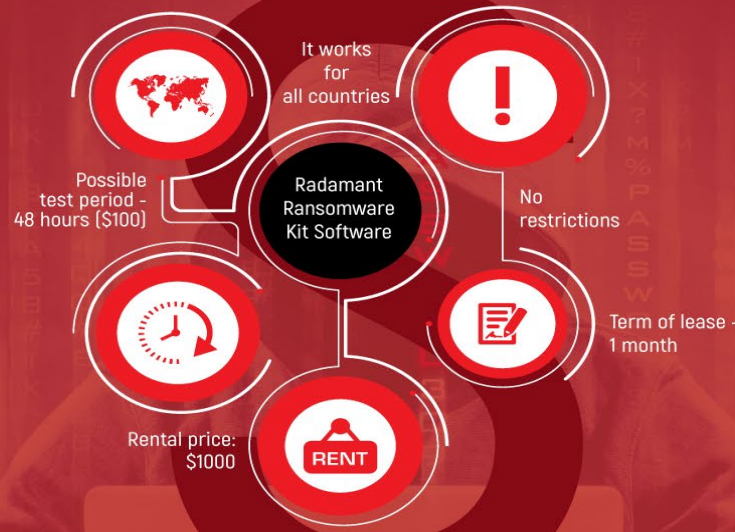 It works
for
all countries
Possible
test period -
48 hours ($100)
Radamant
Ransomware
Kit Software
No
restrictions
Term of lease -
1 month
Rental price:
$1000
RENT